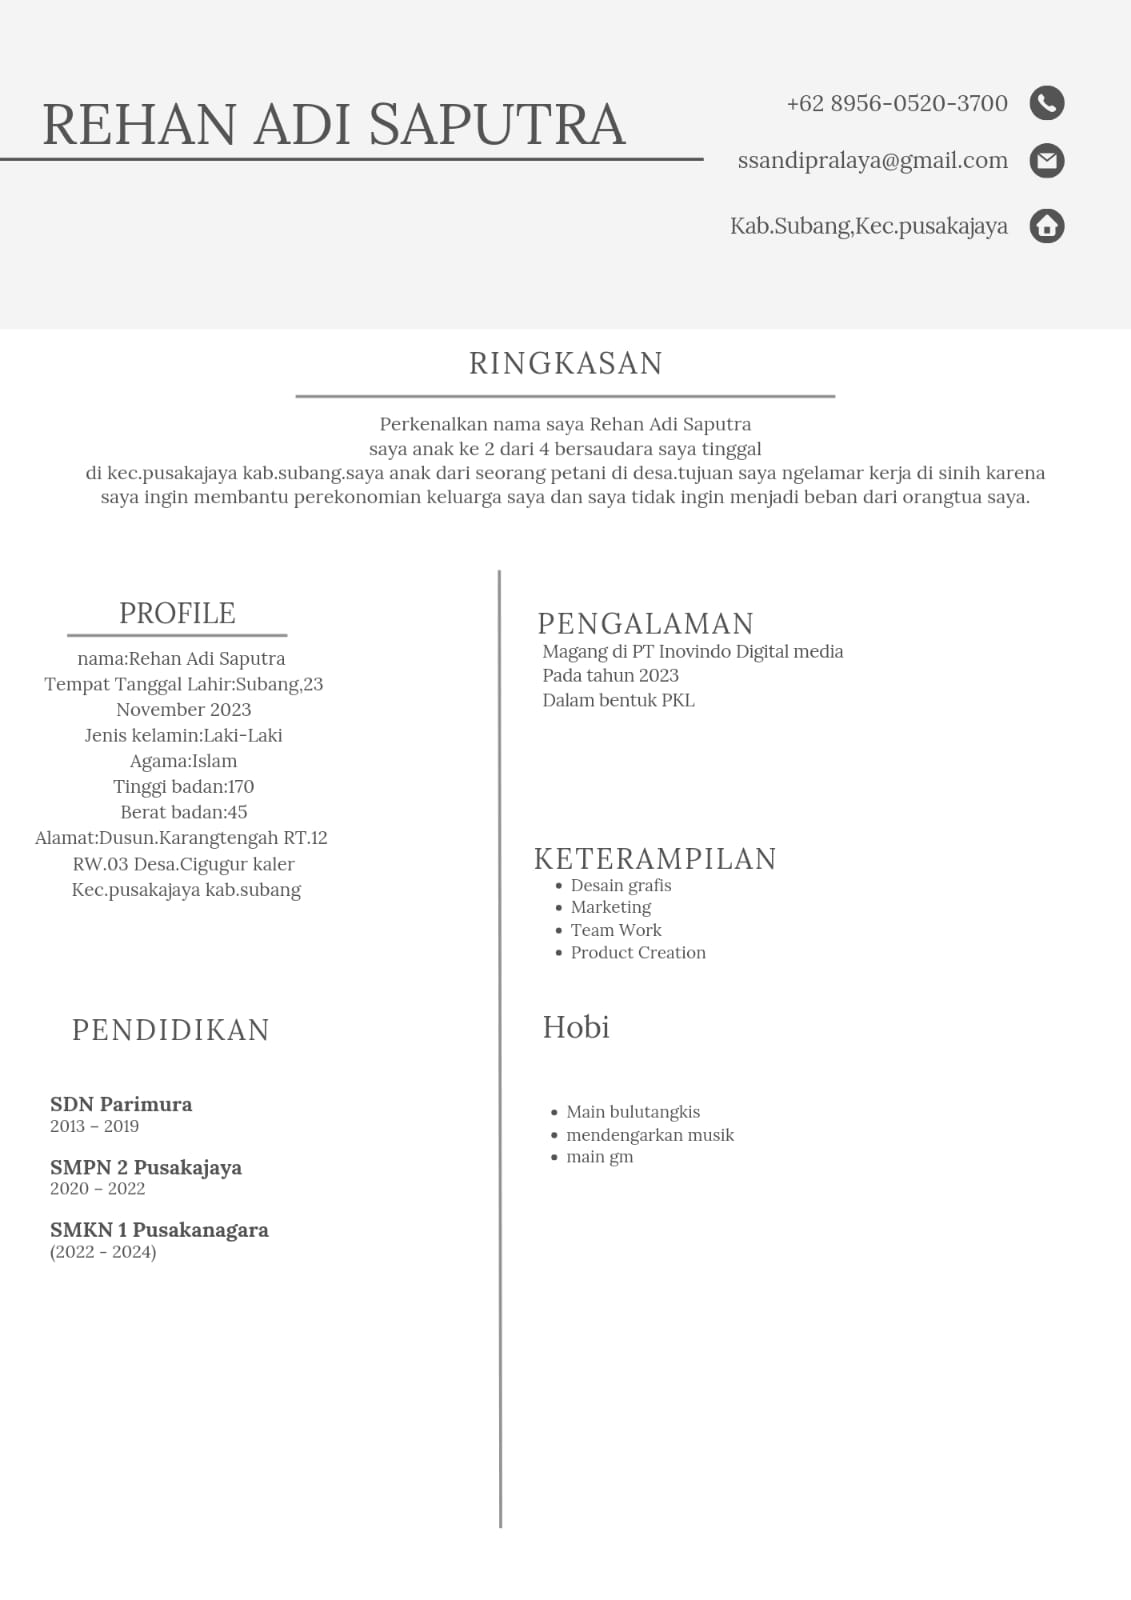 REHAN ADI SAPUTRA
+62 8956-0520-3700
ssandipralaya@gmail.com
Kab.Subang,Kec.pusakajaya
RINGKASAN
Perkenalkan nama saya Rehan Adi Saputra
saya anak ke 2 dari 4 bersaudara saya tinggal
di kec.pusakajaya kab.subang.saya anak dari seorang petani di desa.tujuan saya ngelamar kerja di sinih karena
saya ingin membantu perekonomian keluarga saya dan saya tidak ingin menjadi beban dari orangtua saya.
PROFILE
nama:Rehan Adi Saputra
Tempat Tanggal Lahir:Subang,23
November 2023
Jenis kelamin:Laki-Laki
Agama:Islam
Tinggi badan:170
Berat badan:45
Alamat:Dusun.Karangtengah RT.12
RW.03 Desa.Cigugur kaler
Kec.pusakajaya kab.subang
PENDIDIKAN
SDN Parimura
2013 – 2019
SMPN 2 Pusakajaya
2020 – 2022
SMKN 1 Pusakanagara
(2022 - 2024)
PENGALAMAN
Magang di PT Inovindo Digital media
Pada tahun 2023
Dalam bentuk PKL
KETERAMPILAN
• Desain grafis
• Marketing
• Team Work
• Product Creation
Hobi
• Main bulutangkis
• mendengarkan musik
• main gm